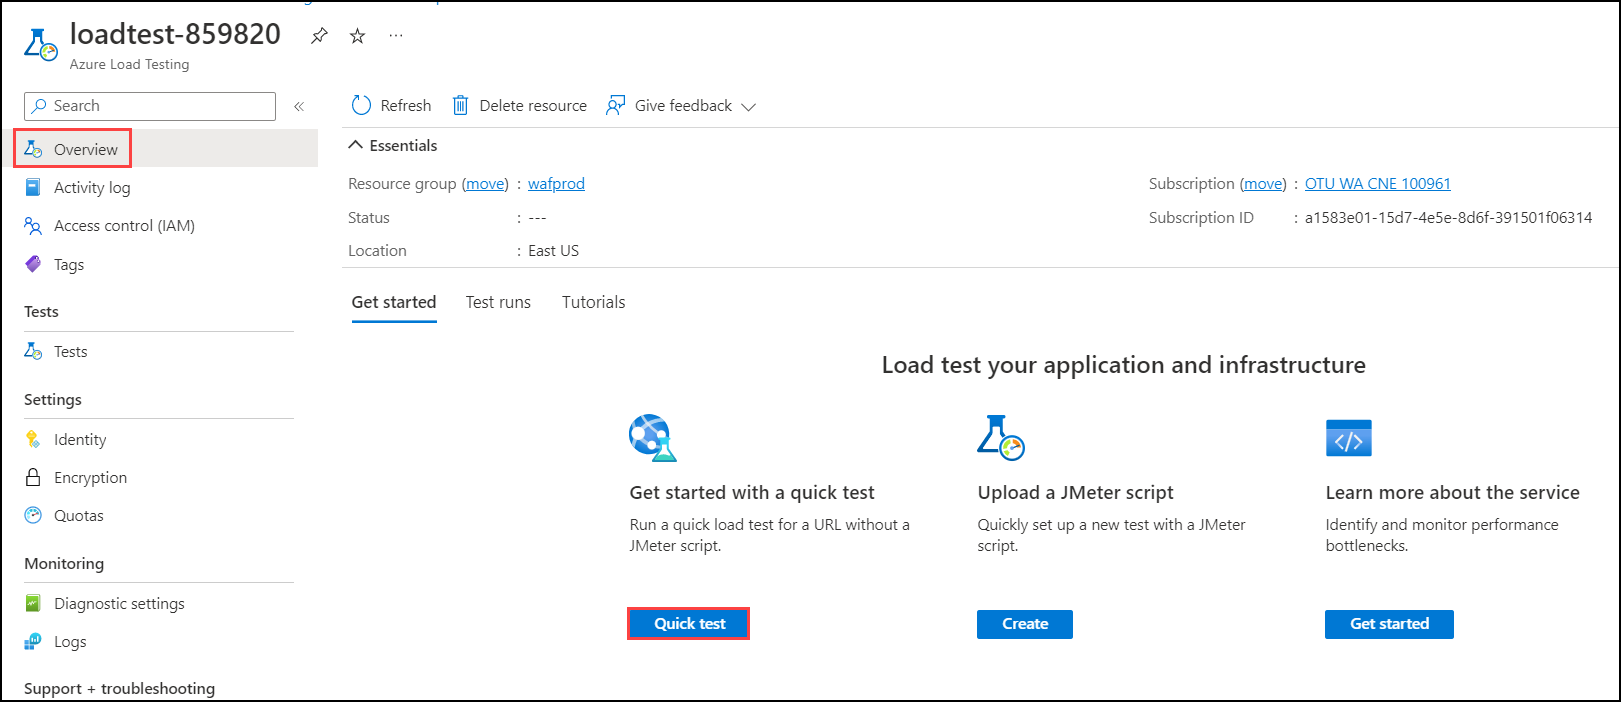 loadtest-859820
Azure Load Testing
Search
«
Refresh
Delete resource
Give feedback
Overview
Activity log
Access control (IAM)
Tags
Tests
Tests
Settings
Identity
Encryption
Quotas
Monitoring
Diagnostic settings
Logs
Support + troubleshooting
Essentials
Resource group (move) : wafprod
Status : ---
Location : East US
Subscription (move) : OTU WA CNE 100961
Subscription ID : a1583e01-15d7-4e5e-8d6f-391501f06314
Get started Test runs Tutorials
Load test your application and infrastructure
Get started with a quick test
Run a quick load test for a URL without a
JMeter script.
Quick test
Upload a JMeter script
Quickly set up a new test with a JMeter
script.
Create
Learn more about the service
Identify and monitor performance
bottlenecks.
Get started